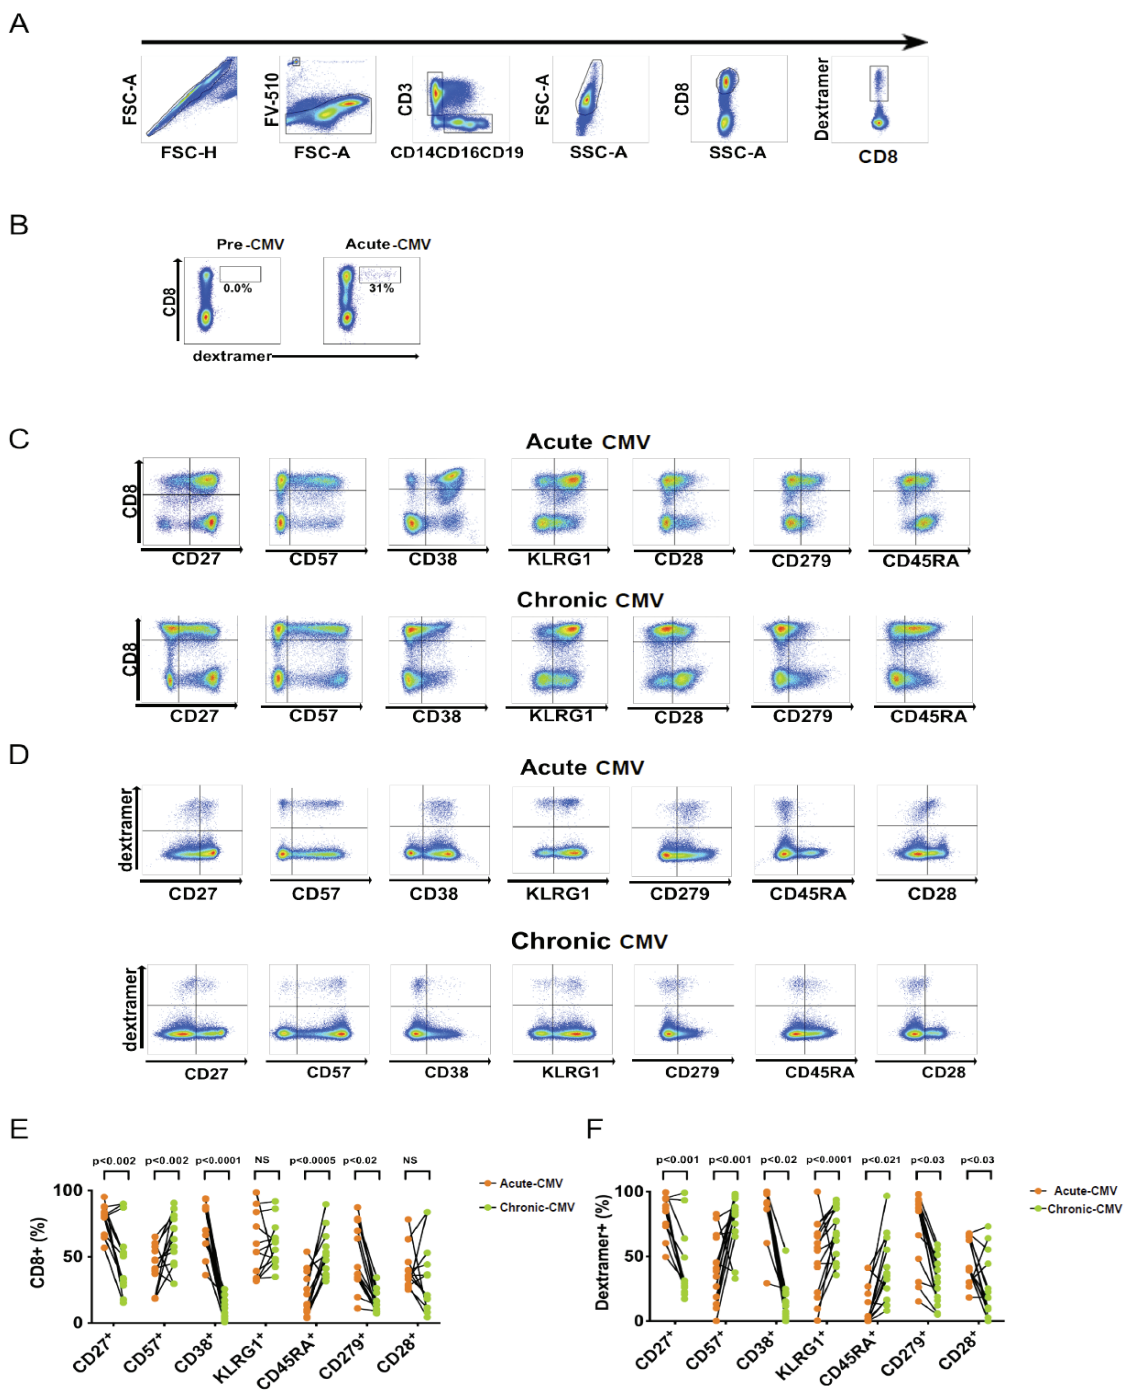 A
FSC-A
FV-510
CD3
FSC-A
CD8
Dextramer
FSC-H
FSC-A
CD14CD16CD19
SSC-A
SSC-A
CD8
B
Pre-CMV
Acute-CMV
CD8
0.0%
31%
dextramer
C
Acute CMV
CD8
CD27
CD57
CD38
KLRG1
CD28
CD279
CD45RA
Chronic CMV
CD8
CD27
CD57
CD38
KLRG1
CD28
CD279
CD45RA
D
Acute CMV
dextramer
CD27
CD57
CD38
KLRG1
CD279
CD45RA
CD28
Chronic CMV
dextramer
CD27
CD57
CD38
KLRG1
CD279
CD45RA
CD28
E
p<0.002 p<0.002 p<0.0001 NS p<0.0005 p<0.02 NS
Acute-CMV
Chronic-CMV
CD8+ (%)
100
50
0
CD27+
CD57+
CD38+
KLRG1+
CD45RA+
CD279+
CD28+
F
p<0.001 p<0.001 p<0.02 p<0.0001 p<0.021 p<0.03 p<0.03
Acute-CMV
Chronic-CMV
Dextramer+ (%)
100
50
0
CD27+
CD57+
CD38+
KLRG1+
CD45RA+
CD279+
CD28+